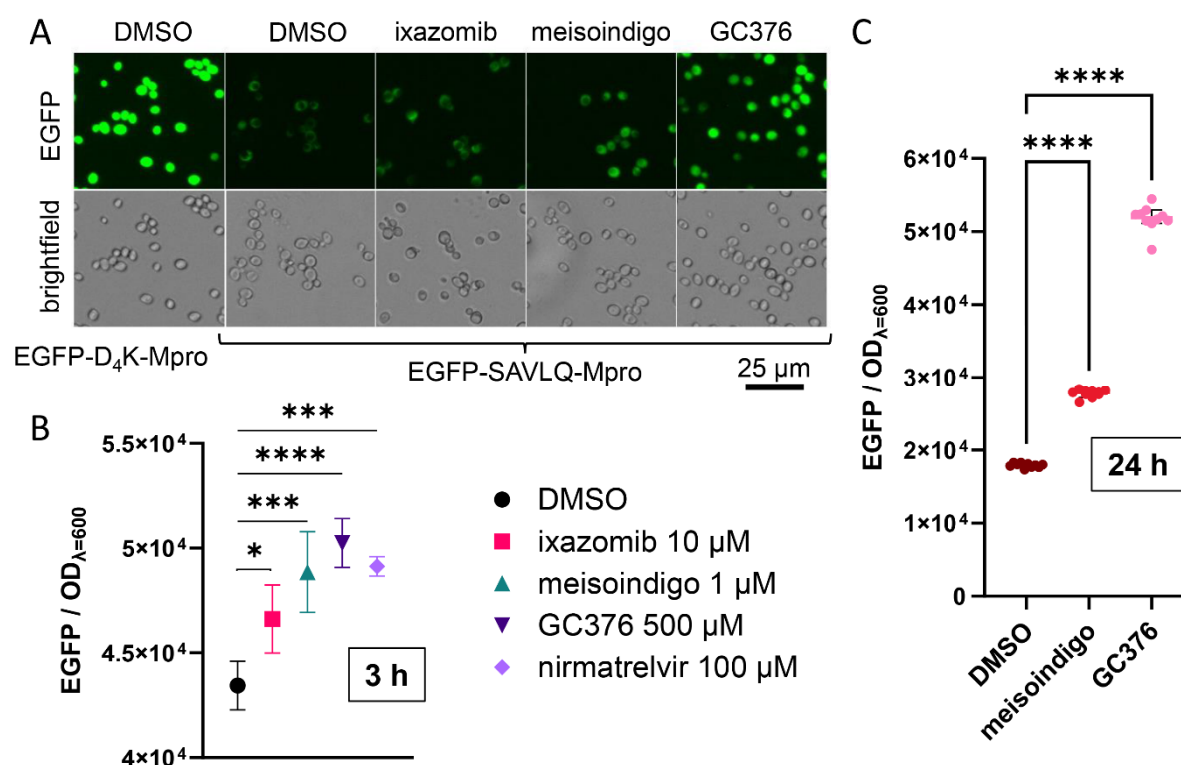 A
DMSO DMSO ixazomib meisoindigo GC376
EGFP
brightfield
EGFP-D₄K-Mpro
EGFP-SAVLQ-Mpro
25 µm
B
EGFP / OD_λ=600
5.5×10⁴
5×10⁴
4.5×10⁴
4×10⁴
***
****
***
*
3 h
DMSO
ixazomib 10 µM
meisoindigo 1 µM
GC376 500 µM
nirmatrelvir 100 µM
C
****
****
EGFP / OD_λ=600
6×10⁴
5×10⁴
4×10⁴
3×10⁴
2×10⁴
1×10⁴
0
24 h
DMSO
meisoindigo
GC376